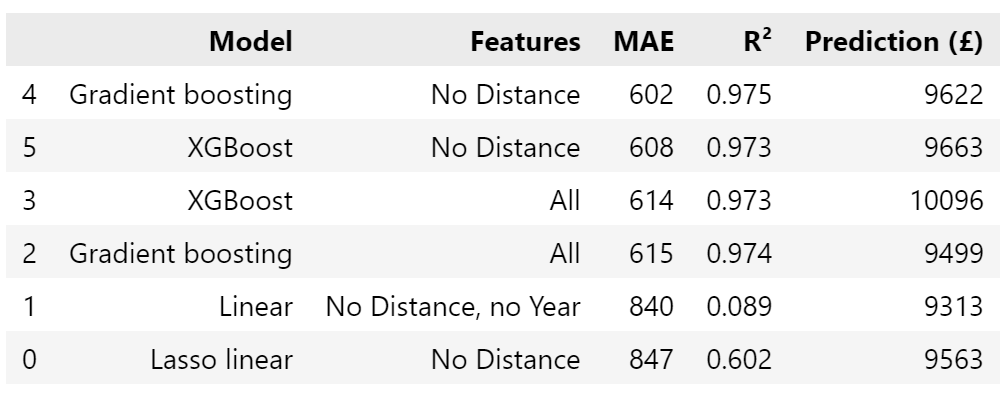 Model Features MAE R² Prediction (£)
4 Gradient boosting No Distance 602 0.975 9622
5 XGBoost No Distance 608 0.973 9663
3 XGBoost All 614 0.973 10096
2 Gradient boosting All 615 0.974 9499
1 Linear No Distance, no Year 840 0.089 9313
0 Lasso linear No Distance 847 0.602 9563